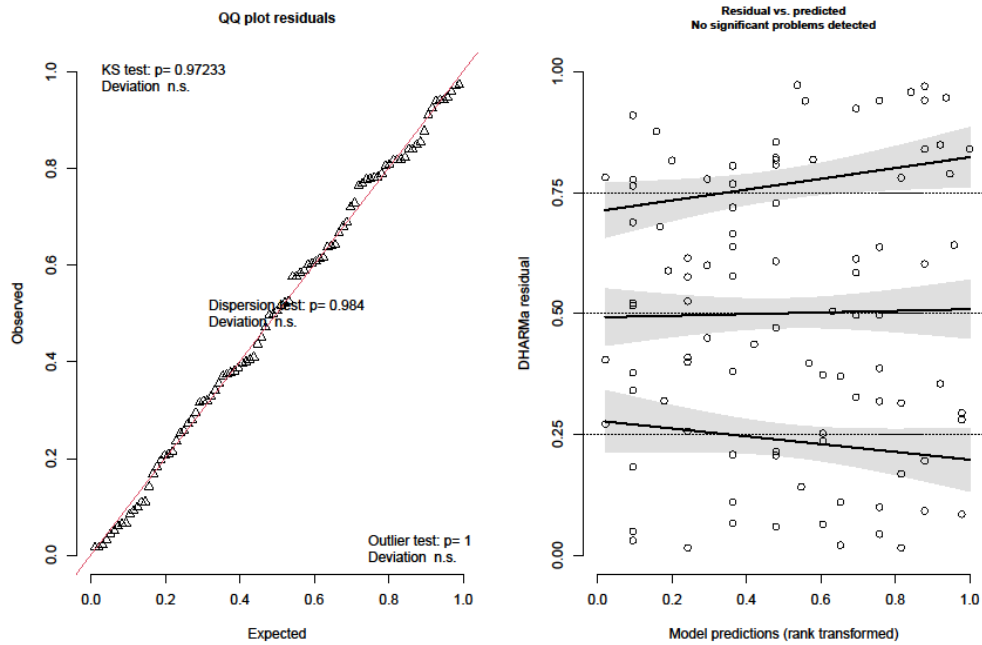 QQ plot residuals
KS test: p= 0.97233
Deviation n.s.
Dispersion test: p= 0.984
Deviation n.s.
Outlier test: p= 1
Deviation n.s.
Observed
0.0 0.2 0.4 0.6 0.8 1.0
0.0 0.2 0.4 0.6 0.8 1.0
Expected
Residual vs. predicted
No significant problems detected
DHARMa residual
0.00 0.25 0.50 0.75 1.00
0.0 0.2 0.4 0.6 0.8 1.0
Model predictions (rank transformed)